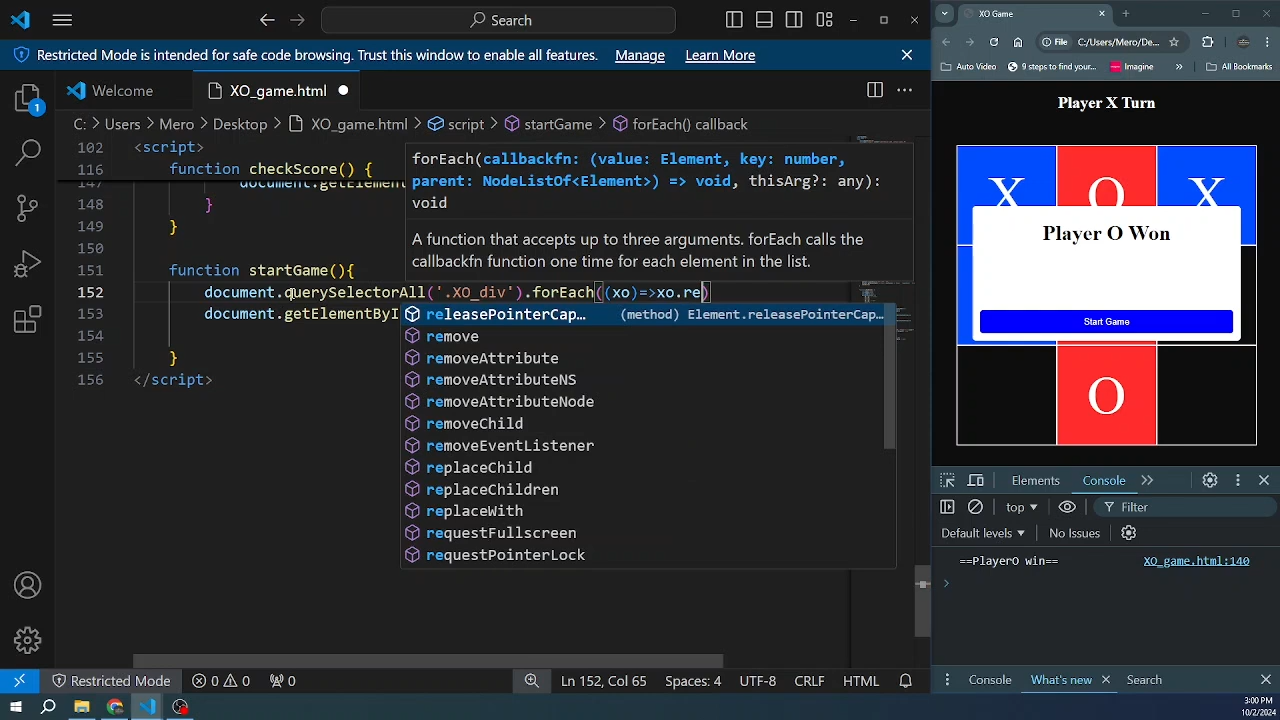 Search
Restricted Mode is intended for safe code browsing. Trust this window to enable all features. Manage Learn More
1
Welcome
XO_game.html
C: > Users > Mero > Desktop > XO_game.html > script > startGame > forEach() callback
102 <script>
116 function checkScore() {
147 document.getElement
148 }
149 }
150
151 function startGame(){
152 document.querySelectorAll('.XO_div').forEach((xo)=>xo.re)
153 document.getElementByI
154
155 }
156 </script>
forEach(callbackfn: (value: Element, key: number,
parent: NodeListOf<Element>) => void, thisArg?: any):
void
A function that accepts up to three arguments. forEach calls the
callbackfn function one time for each element in the list.
releasePointerCap… (method) Element.releasePointerCap…
remove
removeAttribute
removeAttributeNS
removeAttributeNode
removeChild
removeEventListener
replaceChild
replaceChildren
replaceWith
requestFullscreen
requestPointerLock
Restricted Mode 0 0 0 Ln 152, Col 65 Spaces: 4 UTF-8 CRLF HTML
XO Game
File C:/Users/Mero/De...
Auto Video 9 steps to find your... Imagine » All Bookmarks
Player X Turn
X O X
Player O Won
Start Game
O
Elements Console »
top Filter
Default levels No Issues
==PlayerO win== XO_game.html:140
Console What's new Search
3:00 PM
10/2/2024